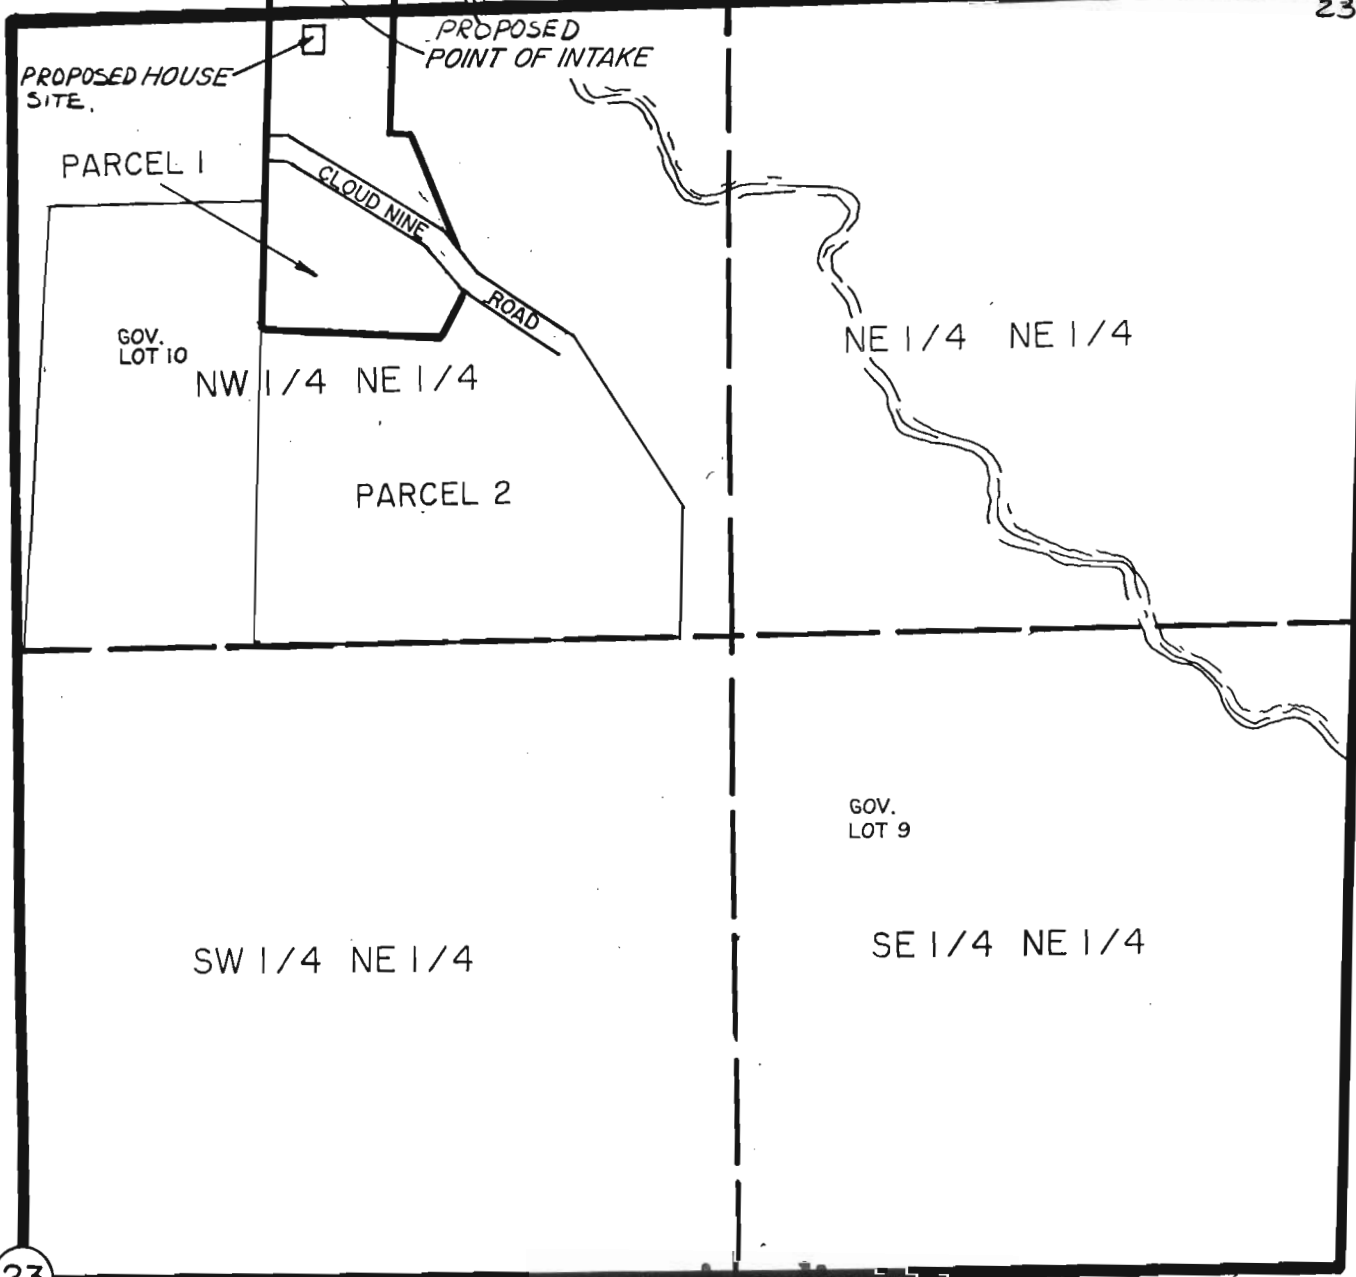 23
PROPOSED
POINT OF INTAKE
PROPOSED HOUSE
SITE.
PARCEL 1
CLOUD NINE
ROAD
GOV.
LOT 10
NW 1/4 NE 1/4
NE 1/4 NE 1/4
PARCEL 2
GOV.
LOT 9
SW 1/4 NE 1/4
SE 1/4 NE 1/4
23